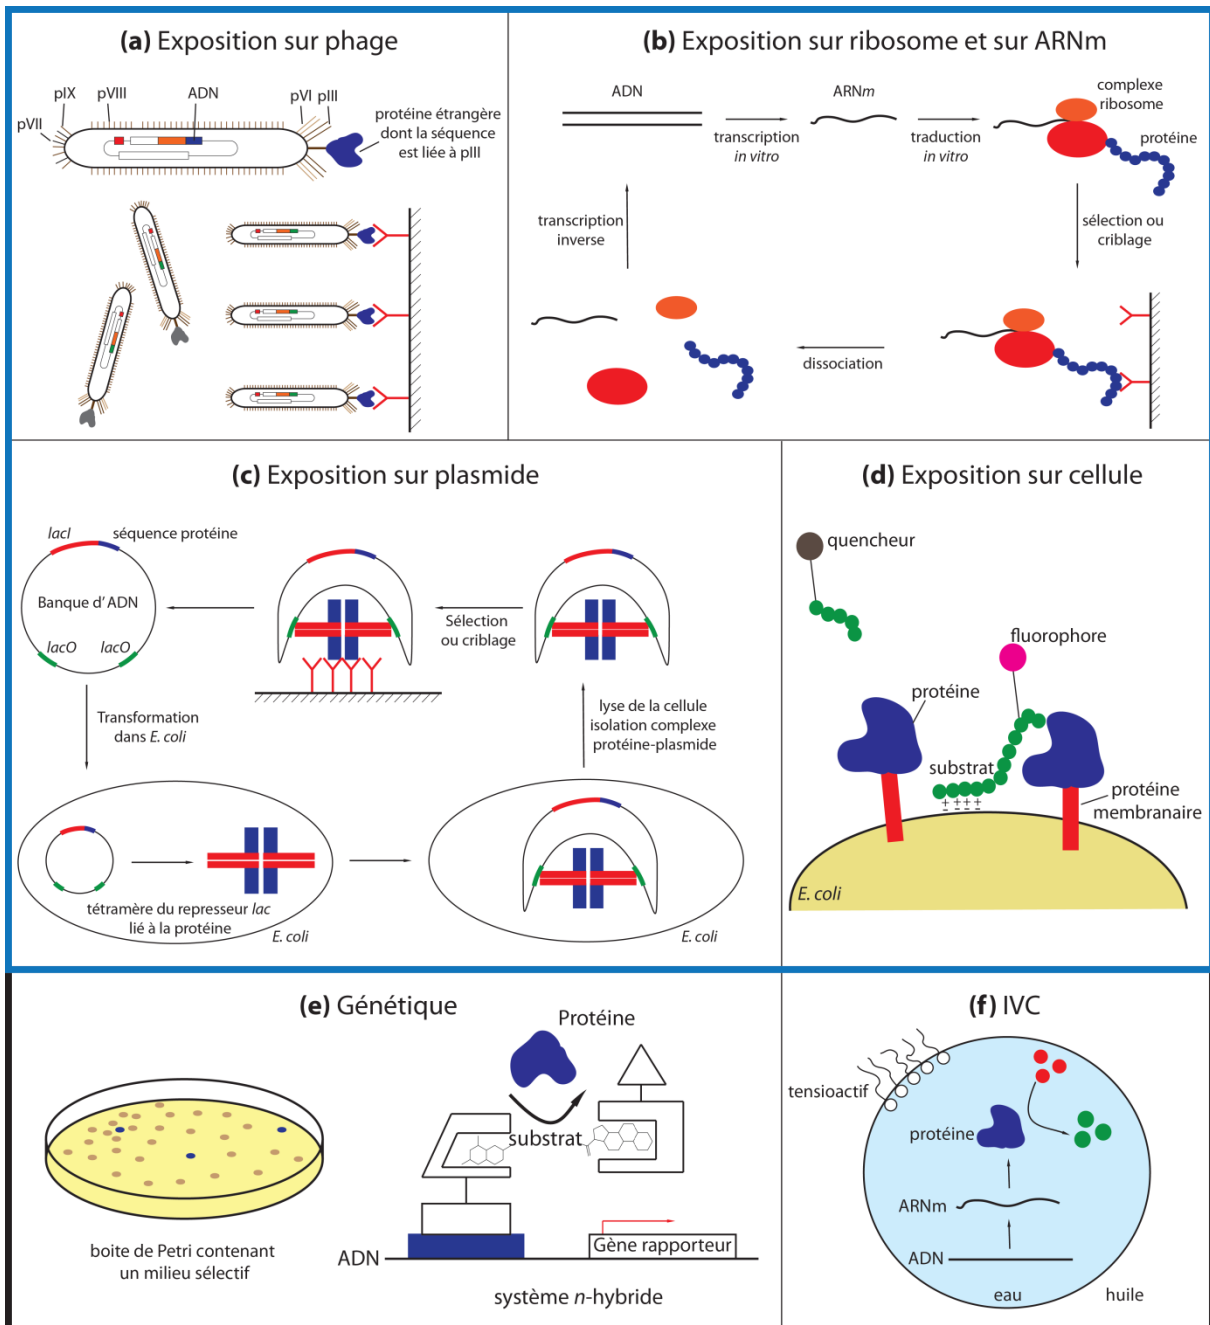 (a) Exposition sur phage
pIX
pVIII
ADN
pVI
pIII
pVII
protéine étrangère
dont la séquence
est liée à pIII
(b) Exposition sur ribosome et sur ARNm
ADN
ARNm
complexe
ribosome
protéine
transcription
in vitro
traduction
in vitro
transcription
inverse
sélection ou
criblage
dissociation
(c) Exposition sur plasmide
lacI
séquence protéine
Banque d'ADN
lacO
lacO
Sélection
ou criblage
Transformation
dans E. coli
lyse de la cellule
isolation complexe
protéine-plasmide
tétramère du represseur lac
lié à la protéine
E. coli
E. coli
(d) Exposition sur cellule
quencheur
fluorophore
protéine
substrat
+ + + +
– – – –
protéine
membranaire
E. coli
(e) Génétique
Protéine
substrat
boite de Petri contenant
un milieu sélectif
ADN
Gène rapporteur
système n-hybride
(f) IVC
tensioactif
protéine
ARNm
ADN
eau
huile